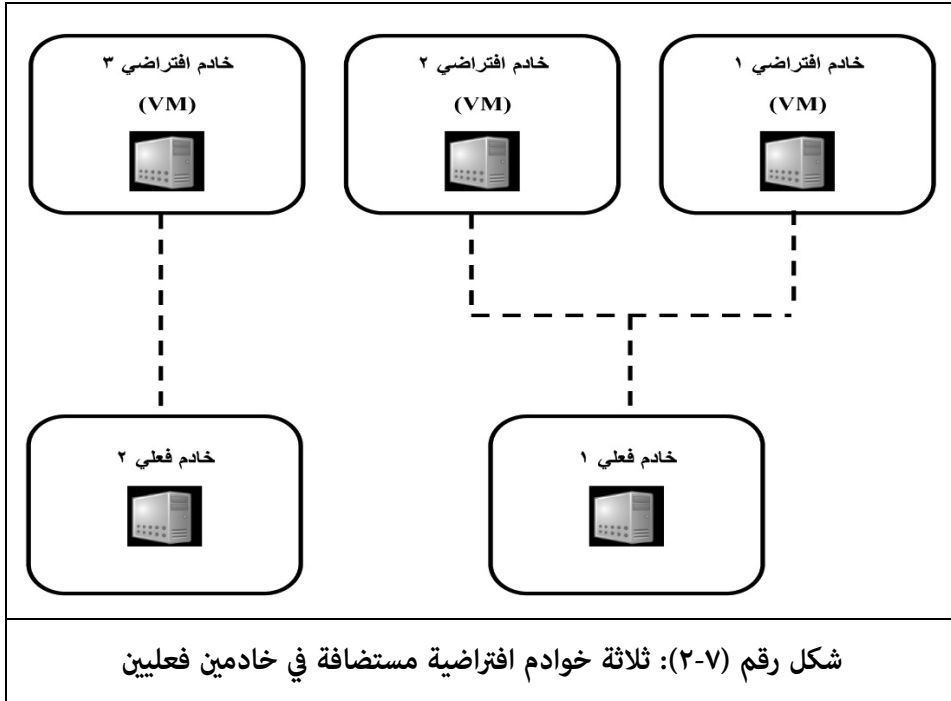 خادم افتراضي ١
(VM)
خادم افتراضي ٢
(VM)
خادم افتراضي ٣
(VM)
خادم فعلي ١
خادم فعلي ٢
شكل رقم (٧-٢): ثلاثة خوادم افتراضية مستضافة في خادمين فعليين